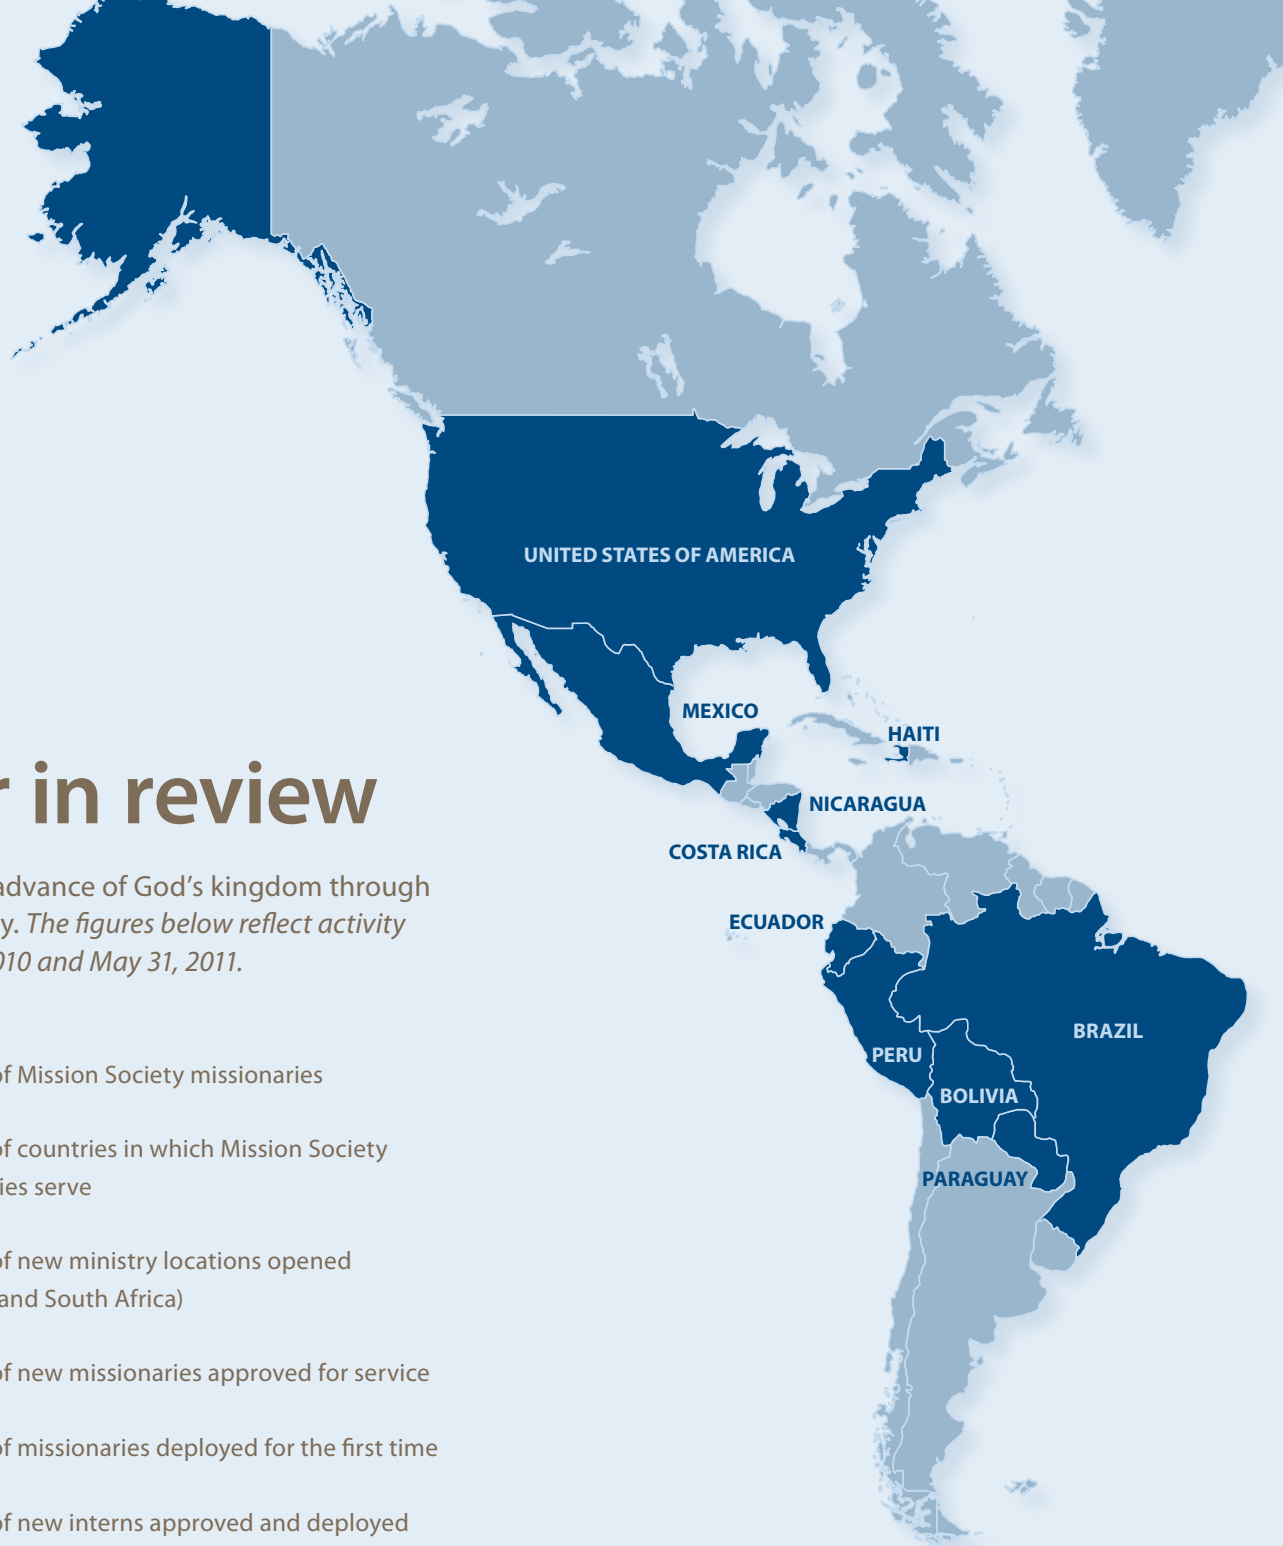 UNITED STATES OF AMERICA
MEXICO
HAITI
NICARAGUA
COSTA RICA
ECUADOR
BRAZIL
PERU
BOLIVIA
PARAGUAY
in review
advance of God's kingdom through
The figures below reflect activity
and May 31, 2011.
of Mission Society missionaries
of countries in which Mission Society
serve
of new ministry locations opened
and South Africa)
of new missionaries approved for service
of missionaries deployed for the first time
of new interns approved and deployed